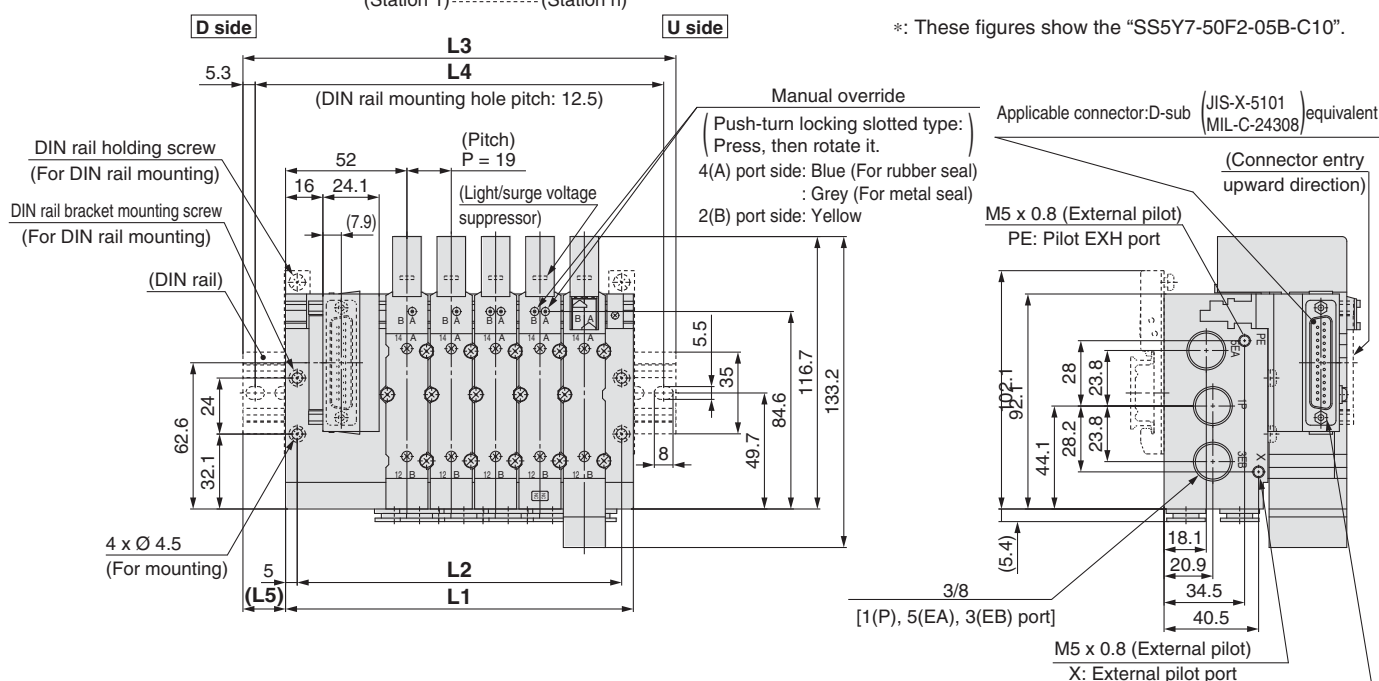 (Station 1)------------(Station n)
D side
U side
*: These figures show the “SS5Y7-50F2-05B-C10”.
L3
5.3
L4
(DIN rail mounting hole pitch: 12.5)
Manual override
(Push-turn locking slotted type:
Press, then rotate it.)
4(A) port side: Blue (For rubber seal)
: Grey (For metal seal)
2(B) port side: Yellow
Applicable connector:D-sub (JIS-X-5101
MIL-C-24308) equivalent
(Connector entry
upward direction)
DIN rail holding screw
(For DIN rail mounting)
52
(Pitch)
P = 19
16
24.1
(7.9)
(Light/surge voltage
suppressor)
DIN rail bracket mounting screw
(For DIN rail mounting)
(DIN rail)
M5 x 0.8 (External pilot)
PE: Pilot EXH port
B A B A B A B A B A
14 A 14 A 14 A 14 A 14 A
12 B 12 B 12 B 12 B 12 B
62.6
24
32.1
5.5
35
8
49.7
84.6
116.7
133.2
4 x Ø 4.5
(For mounting)
5
L2
(L5)
L1
102.1
92.1
44.1
28
28.2
23.8
23.8
(5.4)
PE
5EA
1P
3EB
X
18.1
20.9
34.5
40.5
3/8
[1(P), 5(EA), 3(EB) port]
M5 x 0.8 (External pilot)
X: External pilot port